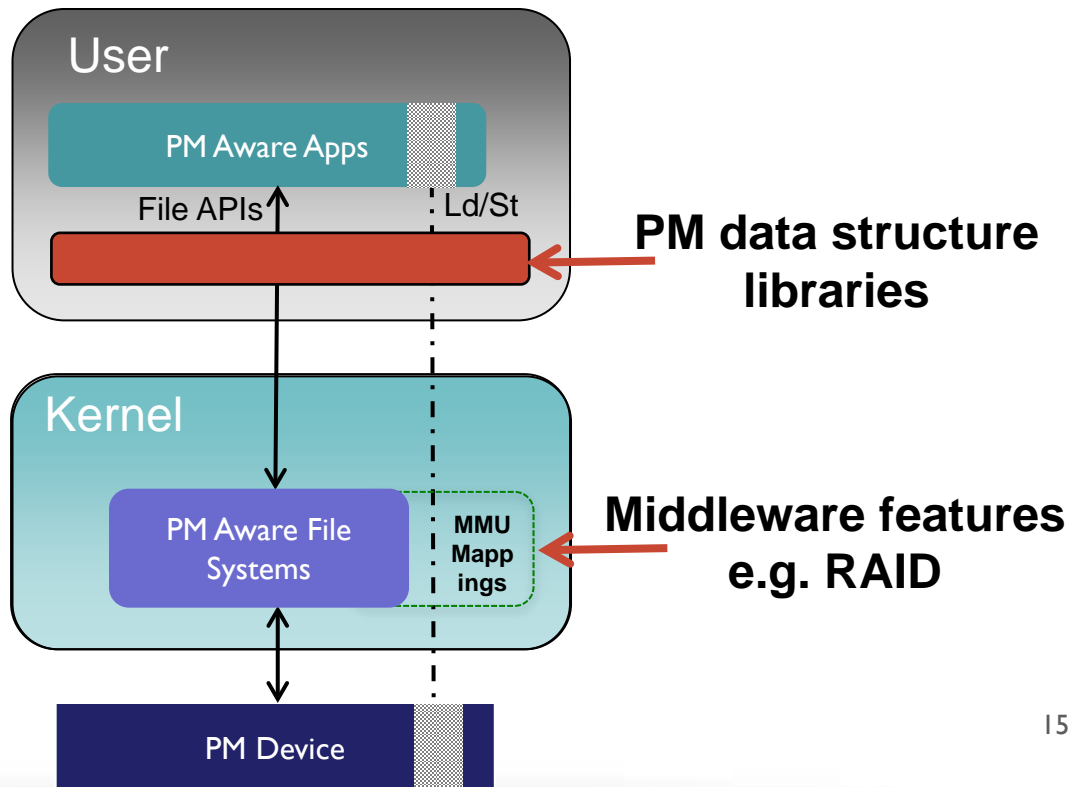 User
PM Aware Apps
File APIs
Ld/St
PM data structure
libraries
Kernel
PM Aware File
Systems
MMU
Mapp
ings
Middleware features
e.g. RAID
PM Device
15